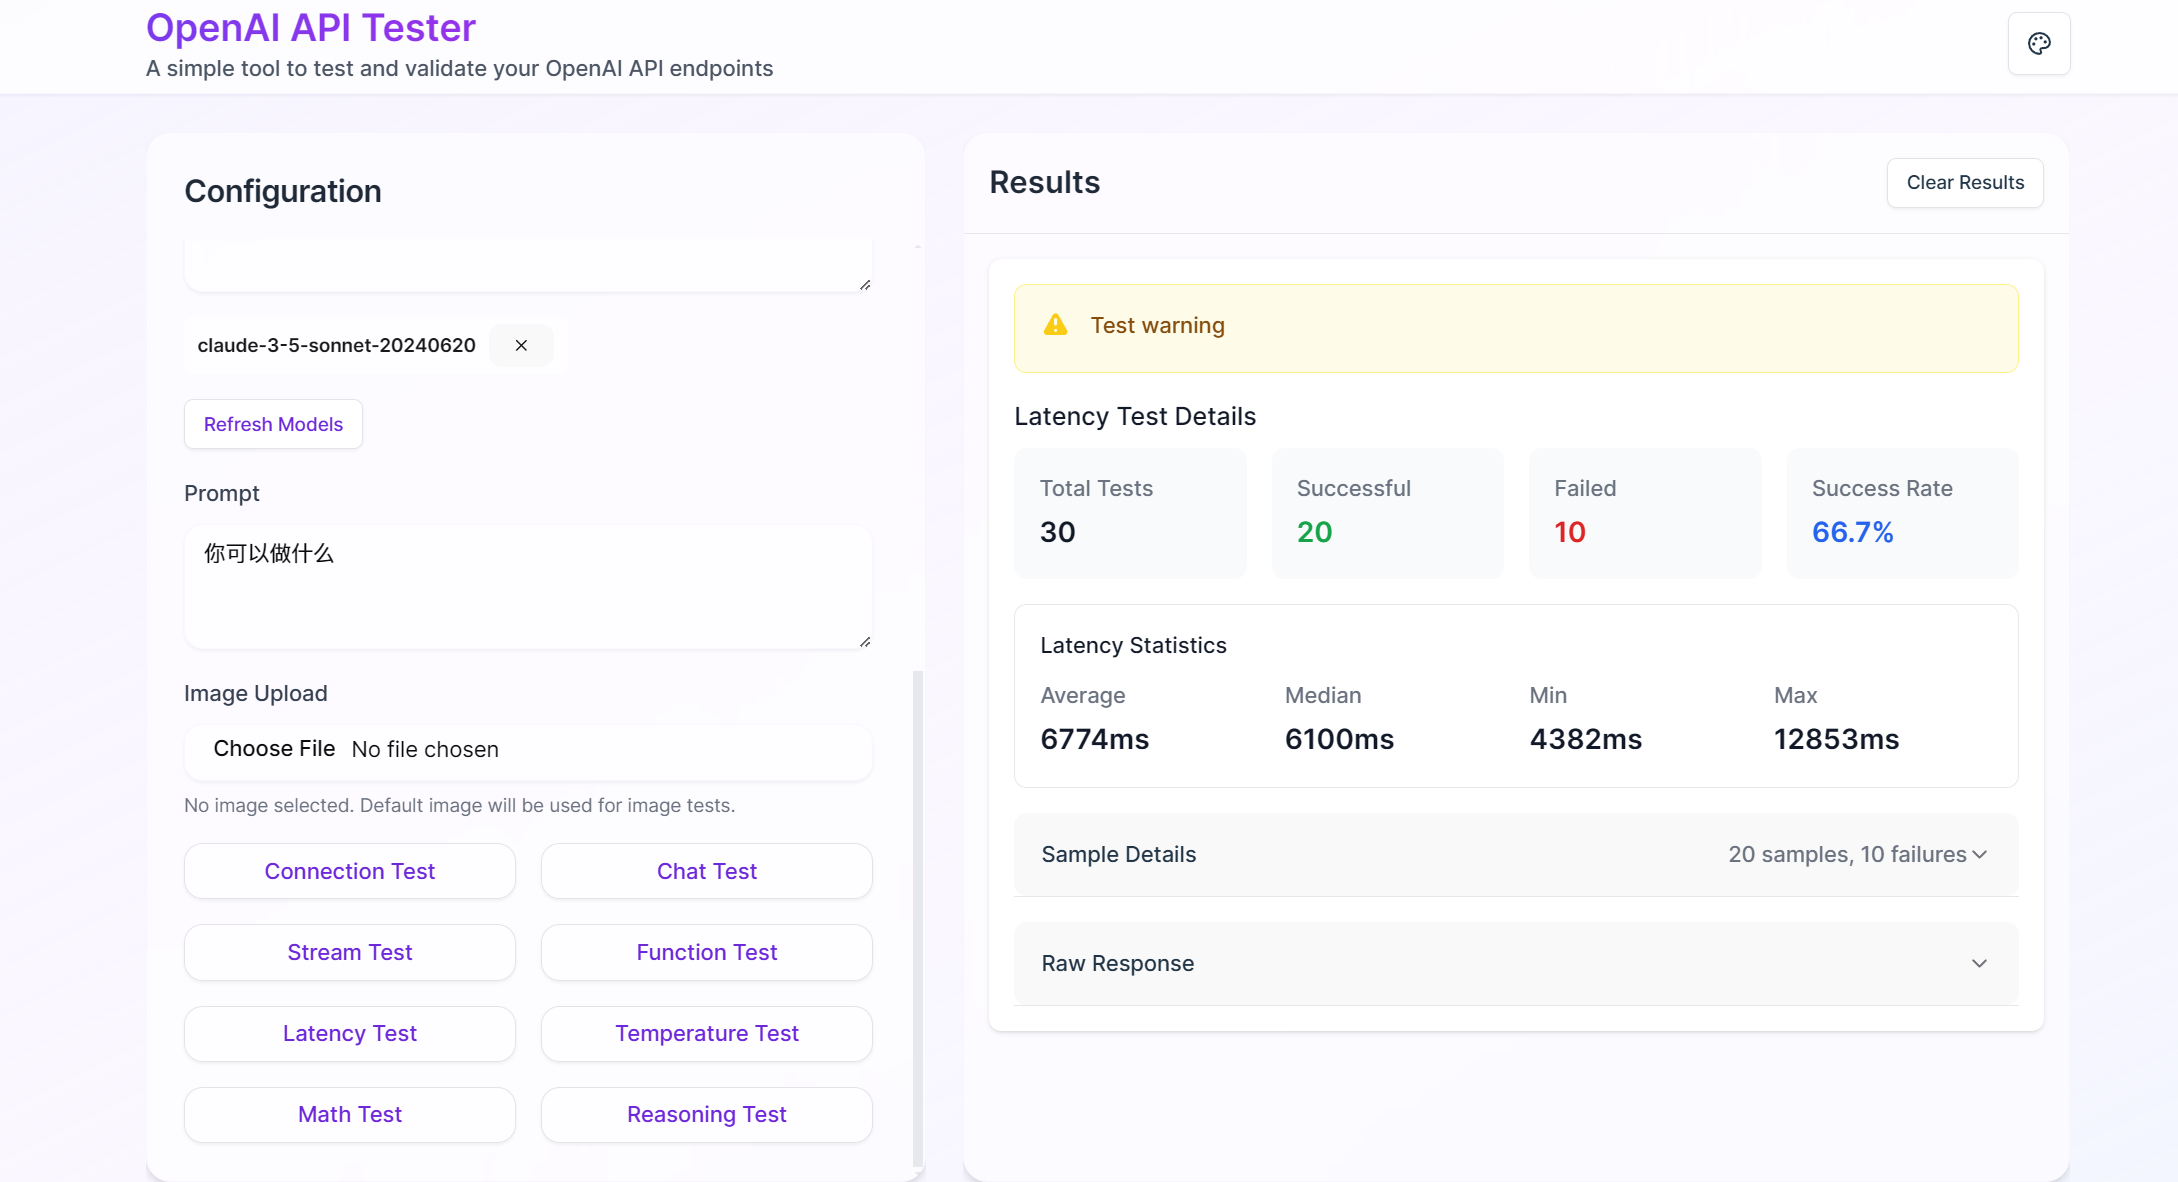 OpenAI API Tester
A simple tool to test and validate your OpenAI API endpoints
Configuration
claude-3-5-sonnet-20240620 ×
Refresh Models
Prompt
你可以做什么
Image Upload
Choose File No file chosen
No image selected. Default image will be used for image tests.
Connection Test
Chat Test
Stream Test
Function Test
Latency Test
Temperature Test
Math Test
Reasoning Test
Results
Clear Results
Test warning
Latency Test Details
Total Tests
30
Successful
20
Failed
10
Success Rate
66.7%
Latency Statistics
Average
6774ms
Median
6100ms
Min
4382ms
Max
12853ms
Sample Details
20 samples, 10 failures
Raw Response